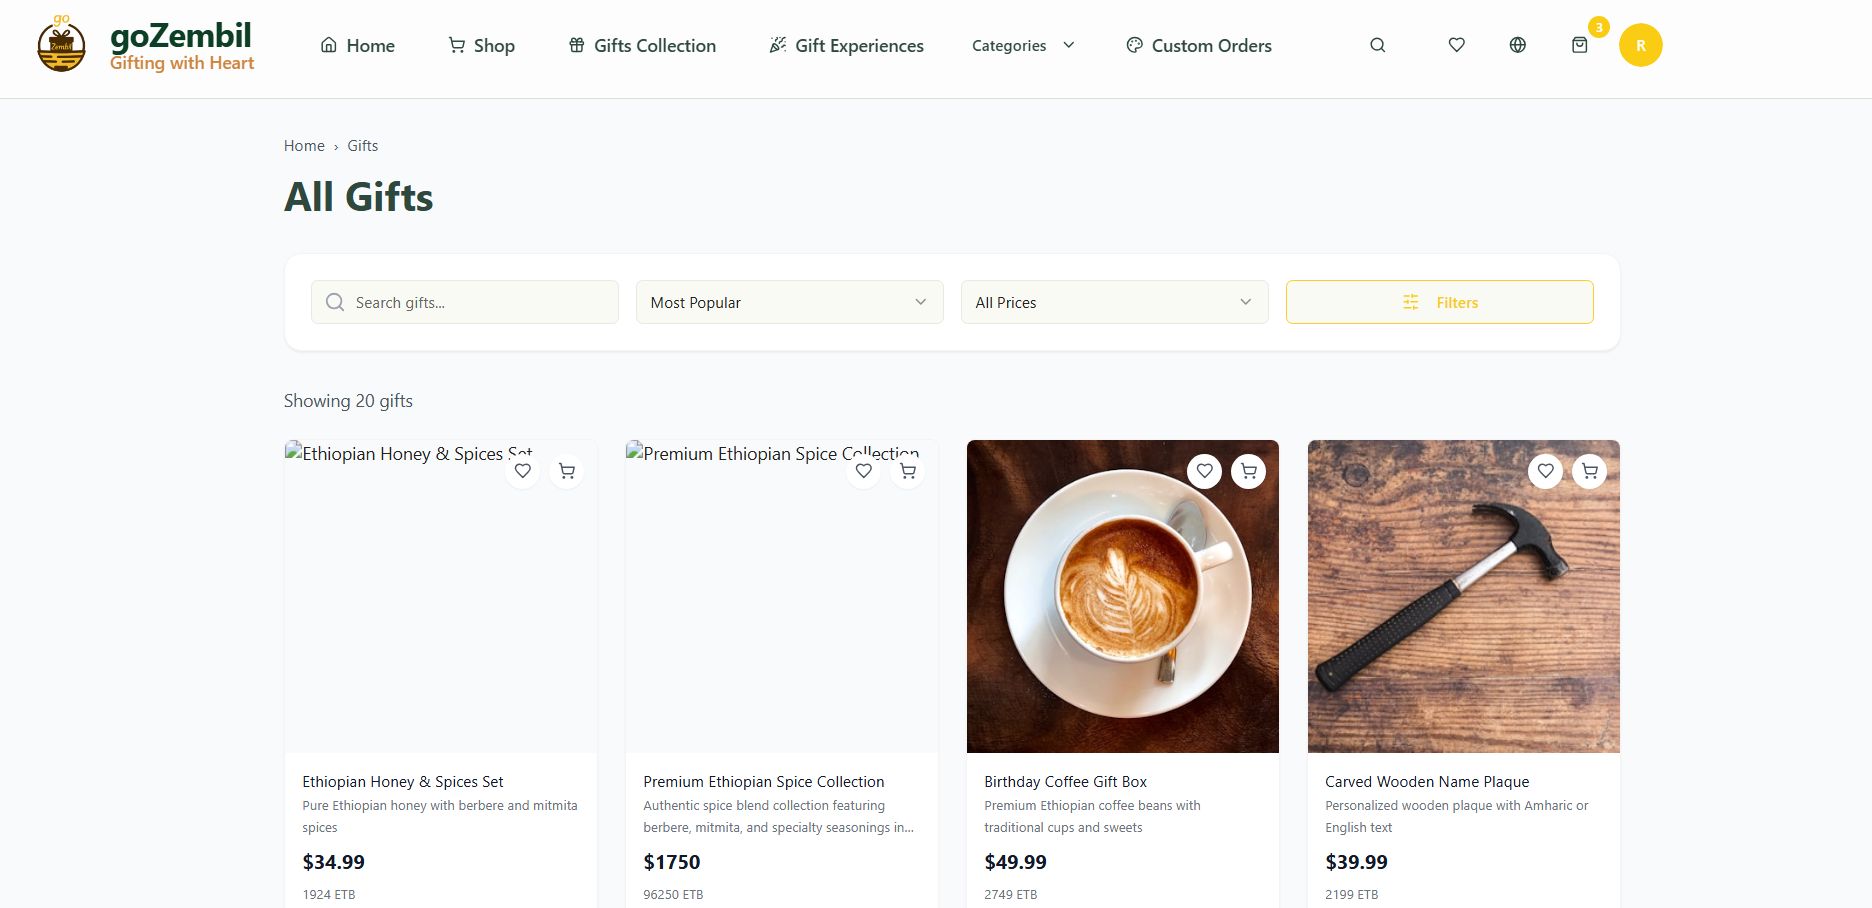 go
Zembil
goZembil
Gifting with Heart
Home
Shop
Gifts Collection
Gift Experiences
Categories
Custom Orders
3
R
Home › Gifts
All Gifts
Search gifts...
Most Popular
All Prices
Filters
Showing 20 gifts
Ethiopian Honey & Spices Set
Premium Ethiopian Spice Collection
Ethiopian Honey & Spices Set
Pure Ethiopian honey with berbere and mitmita
spices
$34.99
1924 ETB
Premium Ethiopian Spice Collection
Authentic spice blend collection featuring
berbere, mitmita, and specialty seasonings in...
$1750
96250 ETB
Birthday Coffee Gift Box
Premium Ethiopian coffee beans with
traditional cups and sweets
$49.99
2749 ETB
Carved Wooden Name Plaque
Personalized wooden plaque with Amharic or
English text
$39.99
2199 ETB